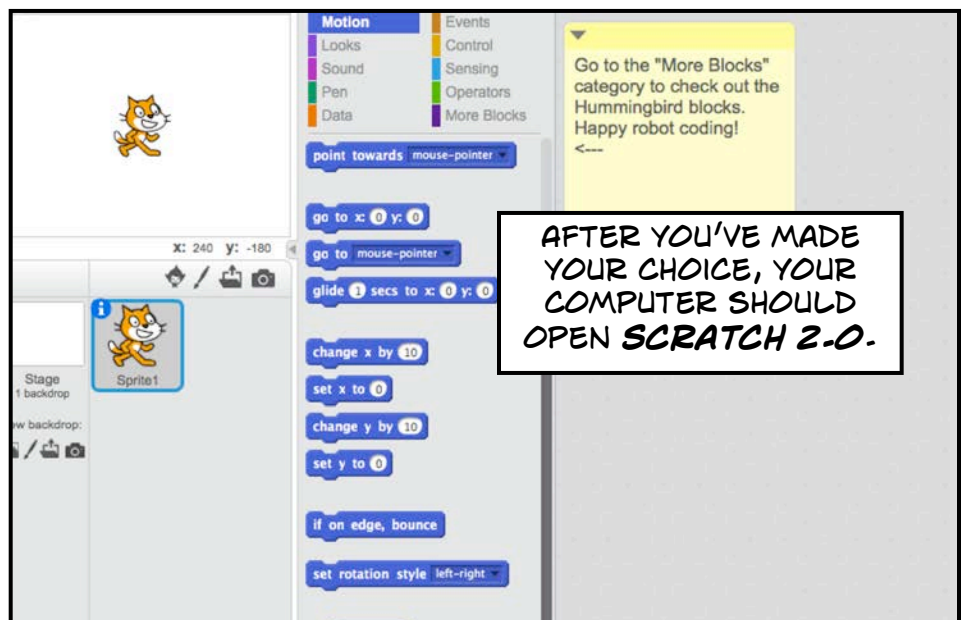 Motion
Looks
Sound
Pen
Data
Events
Control
Sensing
Operators
More Blocks
point towards mouse-pointer
go to x: 0 y: 0
go to mouse-pointer
glide 1 secs to x: 0 y: 0
change x by 10
set x to 0
change y by 10
set y to 0
if on edge, bounce
set rotation style left-right
x: 240 y: -180
Sprite1
Stage
1 backdrop
backdrop:
Go to the "More Blocks"
category to check out the
Hummingbird blocks.
Happy robot coding!
<---
AFTER YOU'VE MADE
YOUR CHOICE, YOUR
COMPUTER SHOULD
OPEN SCRATCH 2.0.